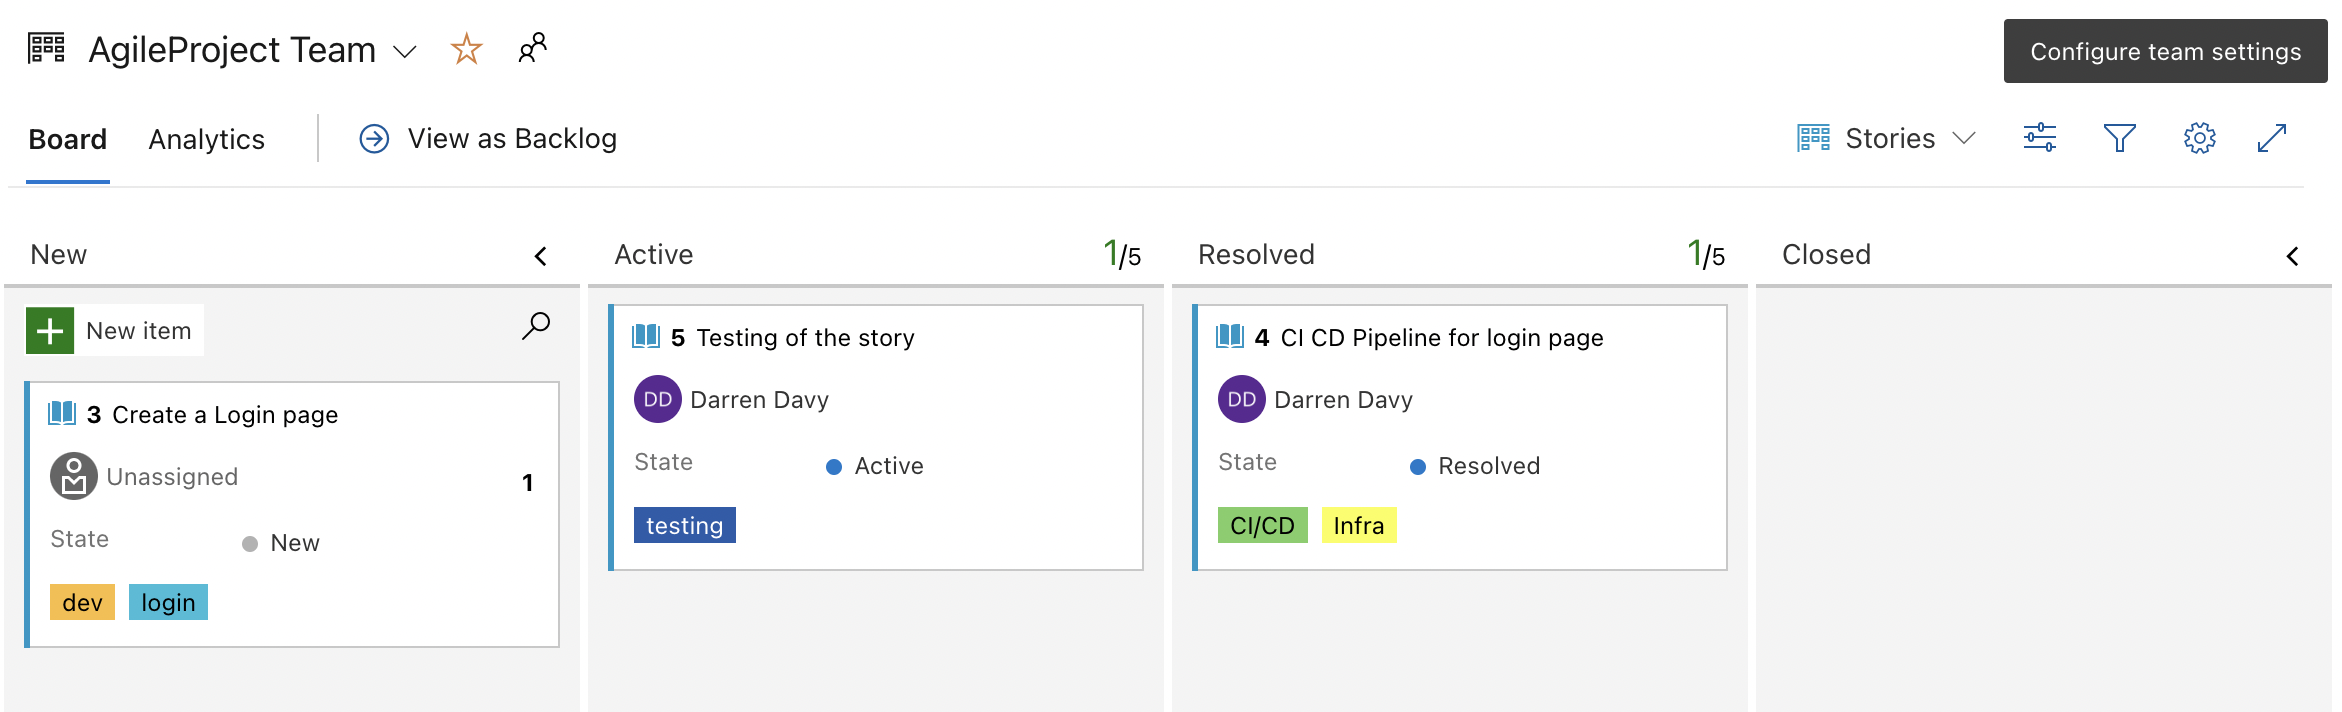 AgileProject Team
Configure team settings
Board Analytics View as Backlog Stories
New
New item
3 Create a Login page
Unassigned 1
State New
dev login
Active 1/5
5 Testing of the story
DD Darren Davy
State Active
testing
Resolved 1/5
4 CI CD Pipeline for login page
DD Darren Davy
State Resolved
CI/CD Infra
Closed